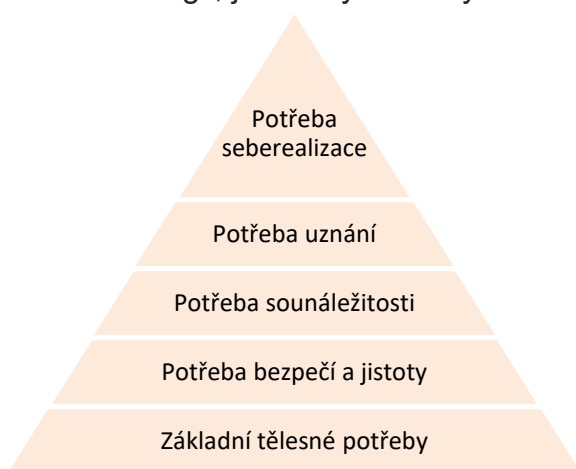 Potřeba
seberealizace
Potřeba uznání
Potřeba sounáležitosti
Potřeba bezpečí a jistoty
Základní tělesné potřeby